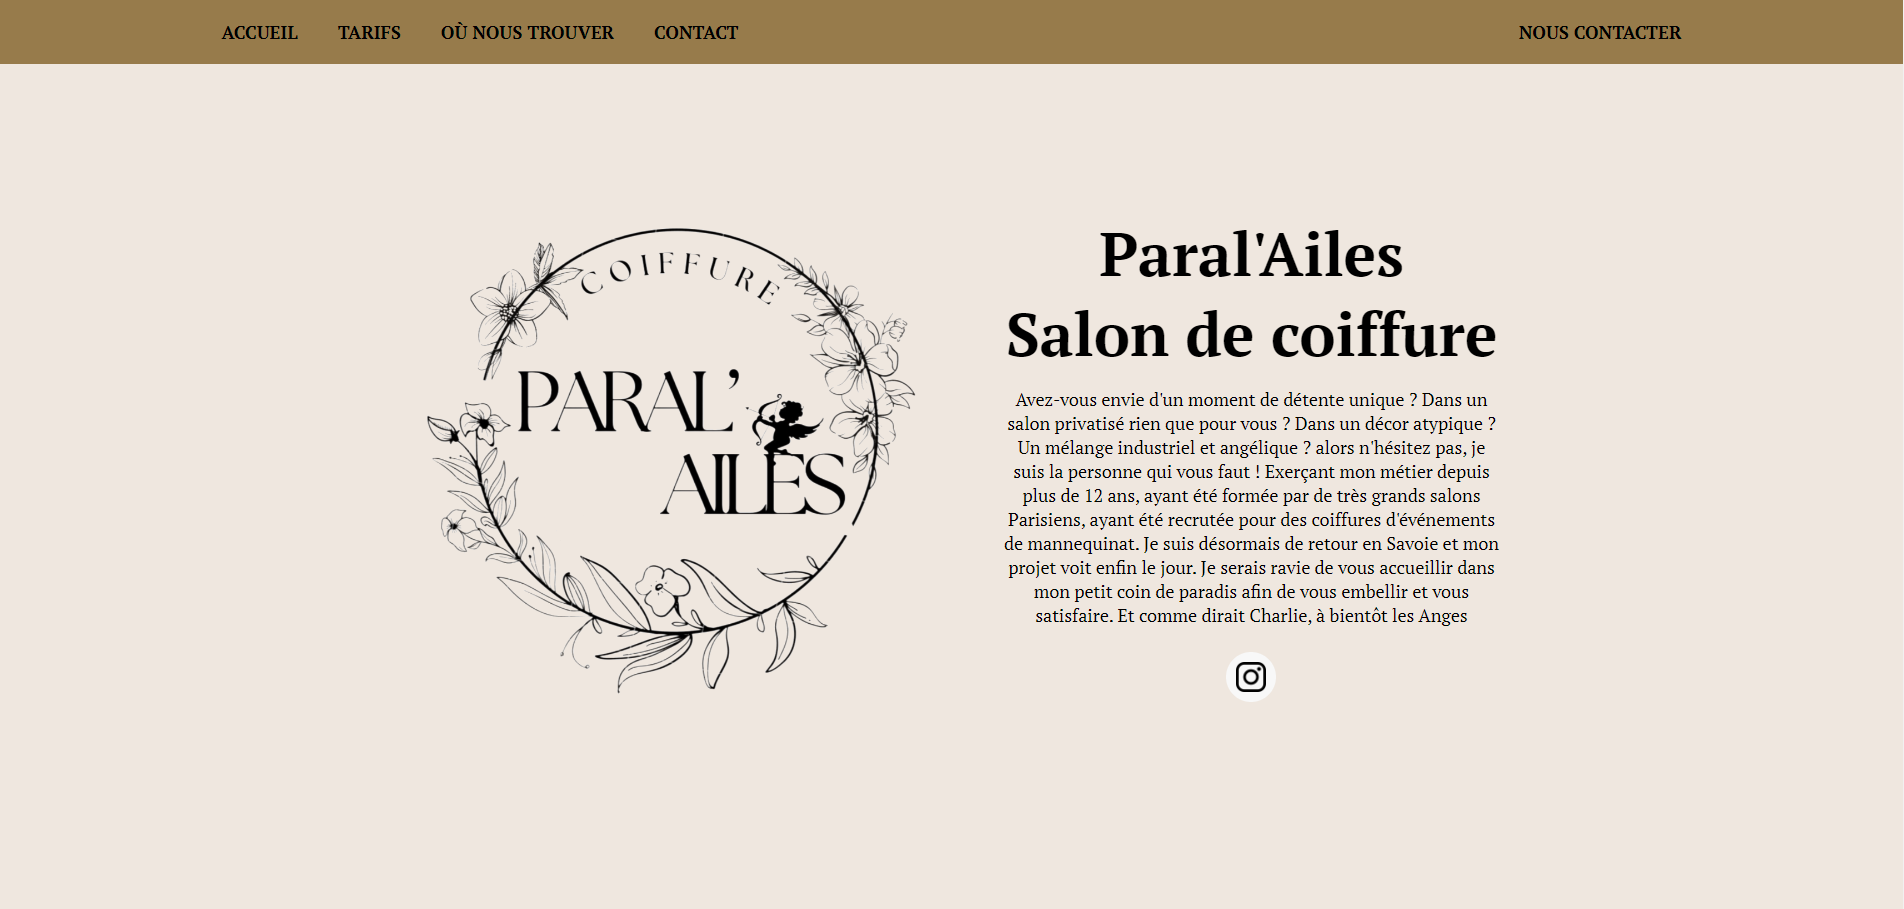 ACCUEIL TARIFS OÙ NOUS TROUVER CONTACT NOUS CONTACTER
COIFFURE
PARAL'
AILES
Paral'Ailes
Salon de coiffure
Avez-vous envie d'un moment de détente unique ? Dans un
salon privatisé rien que pour vous ? Dans un décor atypique ?
Un mélange industriel et angélique ? alors n'hésitez pas, je
suis la personne qui vous faut ! Exerçant mon métier depuis
plus de 12 ans, ayant été formée par de très grands salons
Parisiens, ayant été recrutée pour des coiffures d'événements
de mannequinat. Je suis désormais de retour en Savoie et mon
projet voit enfin le jour. Je serais ravie de vous accueillir dans
mon petit coin de paradis afin de vous embellir et vous
satisfaire. Et comme dirait Charlie, à bientôt les Anges